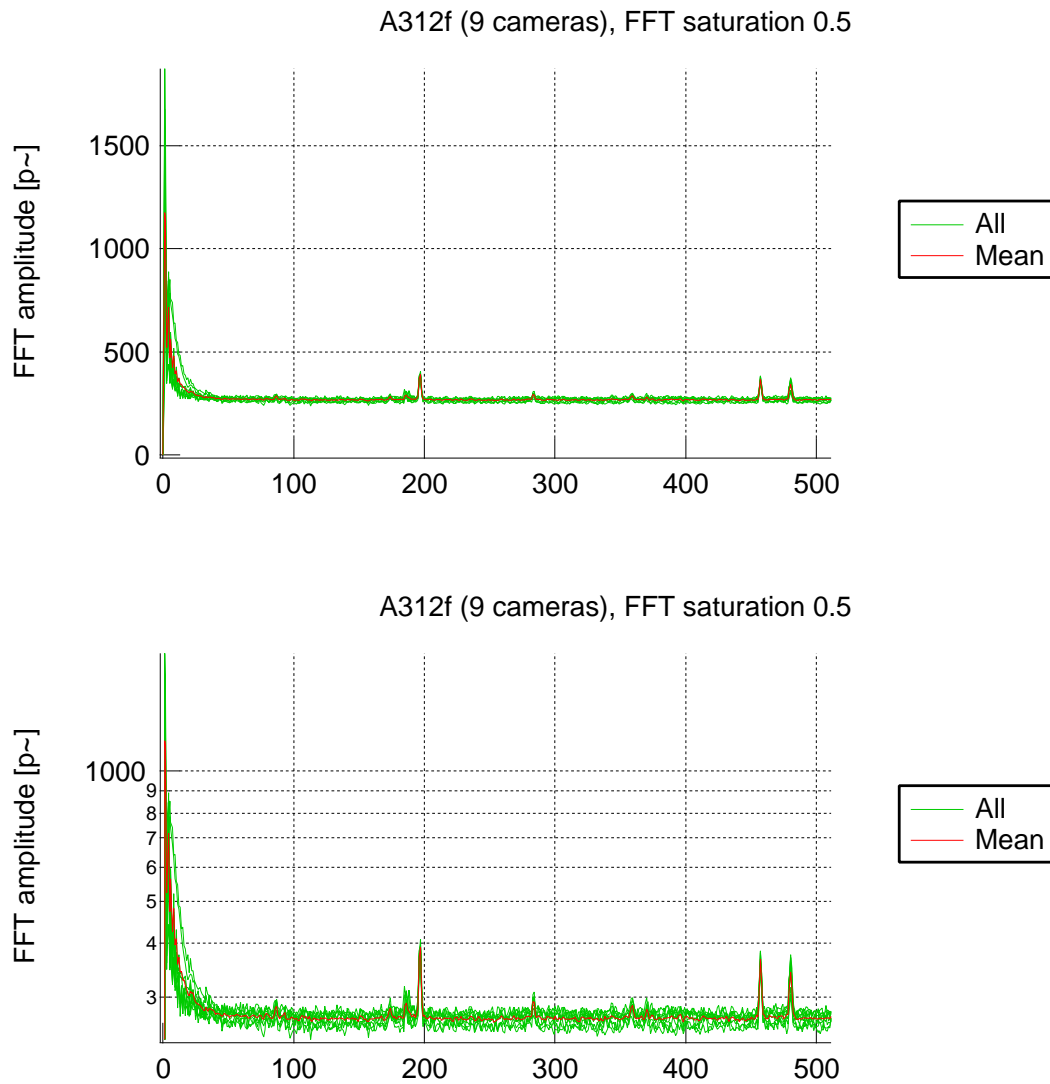 A312f (9 cameras), FFT saturation 0.5
FFT amplitude [p~]
1500
1000
500
0
0 100 200 300 400 500
All
Mean
A312f (9 cameras), FFT saturation 0.5
FFT amplitude [p~]
1000
9
8
7
6
5
4
3
0 100 200 300 400 500
All
Mean